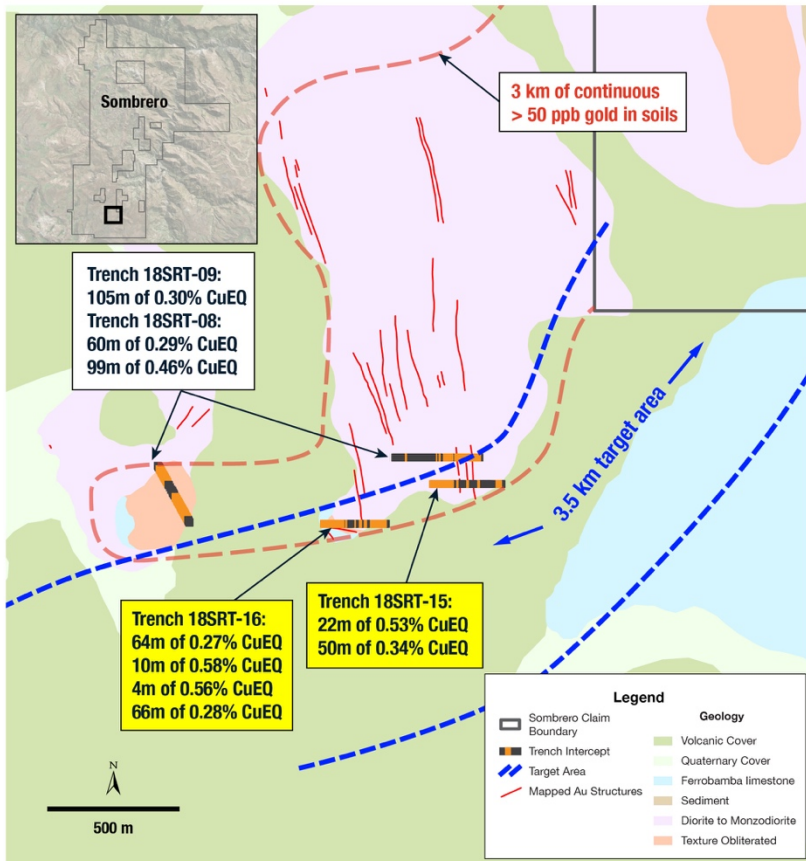 Sombrero
3 km of continuous
> 50 ppb gold in soils
Trench 18SRT-09:
105m of 0.30% CuEQ
Trench 18SRT-08:
60m of 0.29% CuEQ
99m of 0.46% CuEQ
3.5 km target area
Trench 18SRT-16:
64m of 0.27% CuEQ
10m of 0.58% CuEQ
4m of 0.56% CuEQ
66m of 0.28% CuEQ
Trench 18SRT-15:
22m of 0.53% CuEQ
50m of 0.34% CuEQ
N
500 m
Legend
Sombrero Claim
Boundary
Trench Intercept
Target Area
Mapped Au Structures
Geology
Volcanic Cover
Quaternary Cover
Ferrobamba limestone
Sediment
Diorite to Monzodiorite
Texture Obliterated